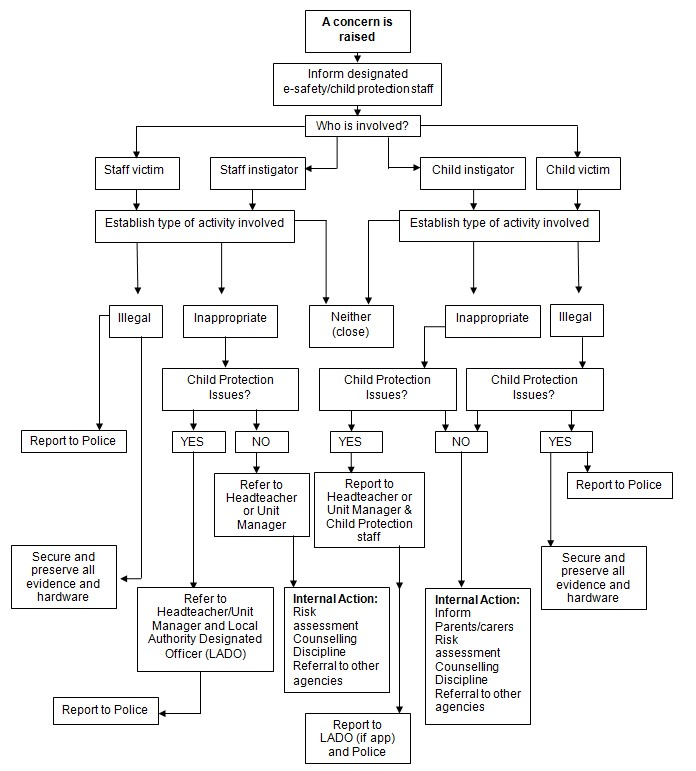 A concern is
raised
Inform designated
e-safety/child protection staff
Who is involved?
Staff victim
Staff instigator
Child instigator
Child victim
Establish type of activity involved
Establish type of activity involved
Illegal
Inappropriate
Neither
(close)
Inappropriate
Illegal
Child Protection
Issues?
Child Protection
Issues?
Child Protection
Issues?
Report to Police
YES
NO
YES
NO
YES
Refer to
Headteacher
or Unit
Manager
Report to
Headteacher or
Unit Manager &
Child Protection
staff
Report to Police
Secure and
preserve all
evidence and
hardware
Secure and
preserve all
evidence and
hardware
Refer to
Headteacher/Unit
Manager and Local
Authority Designated
Officer (LADO)
Internal Action:
Risk
assessment
Counselling
Discipline
Referral to other
agencies
Internal Action:
Inform
Parents/carers
Risk
assessment
Counselling
Discipline
Referral to other
agencies
Report to Police
Report to
LADO (if app)
and Police